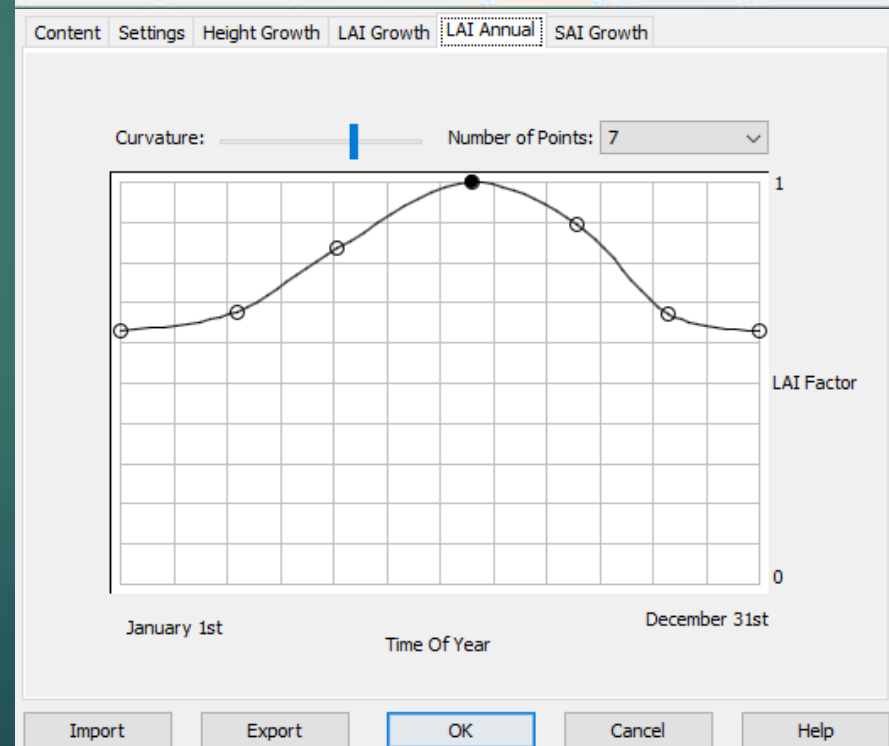 Content Settings Height Growth LAI Growth LAI Annual SAI Growth
Curvature: Number of Points: 7
1
LAI Factor
0
January 1st December 31st
Time Of Year
Import Export OK Cancel Help